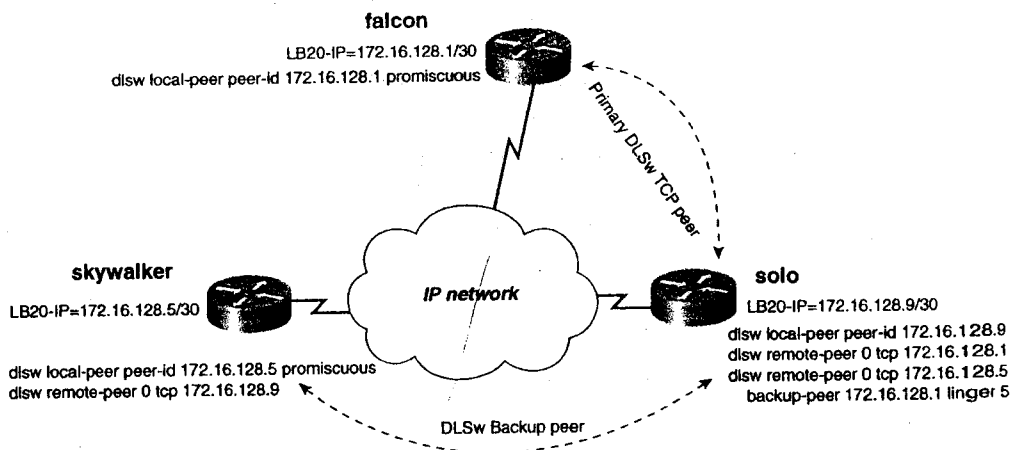 falcon
LB20-IP=172.16.128.1/30
dlsw local-peer peer-id 172.16.128.1 promiscuous
Primary DLSw TCP peer
skywalker
LB20-IP=172.16.128.5/30
IP network
solo
LB20-IP=172.16.128.9/30
dlsw local-peer peer-id 172.16.128.9
dlsw remote-peer 0 tcp 172.16.128.1
dlsw remote-peer 0 tcp 172.16.128.5
backup-peer 172.16.128.1 linger 5
dlsw local-peer peer-id 172.16.128.5 promiscuous
dlsw remote-peer 0 tcp 172.16.128.9
DLSw Backup peer